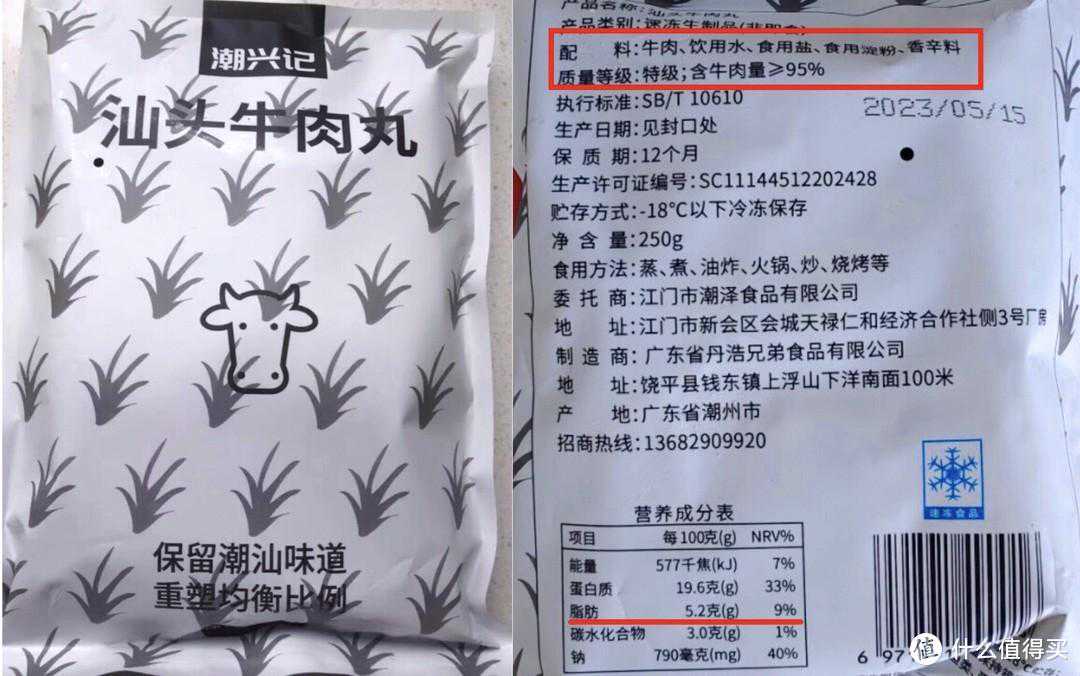 潮兴记
汕头牛肉丸
保留潮汕味道
重塑均衡比例
产品名称:汕头牛肉丸
产品类别:速冻生制品(非即食)
配 料:牛肉、饮用水、食用盐、食用淀粉、香辛料
质量等级:特级;含牛肉量≥95%
执行标准:SB/T 10610
2023/05/15
生产日期:见封口处
保 质 期:12个月
生产许可证编号:SC11144512202428
贮存方式:-18℃以下冷冻保存
净 含 量:250g
食用方法:蒸、煮、油炸、火锅、炒、烧烤等
委 托 商:江门市潮泽食品有限公司
地 址:江门市新会区会城天禄仁和经济合作社侧3号厂房
制 造 商:广东省丹浩兄弟食品有限公司
地 址:饶平县钱东镇上浮山下洋南面100米
产 地:广东省潮州市
招商热线:13682909920
速冻食品
营养成分表
项目 每100克(g) NRV%
能量 577千焦(kJ) 7%
蛋白质 19.6克(g) 33%
脂肪 5.2克(g) 9%
碳水化合物 3.0克(g) 1%
钠 790毫克(mg) 40%
6 97
值 什么值得买